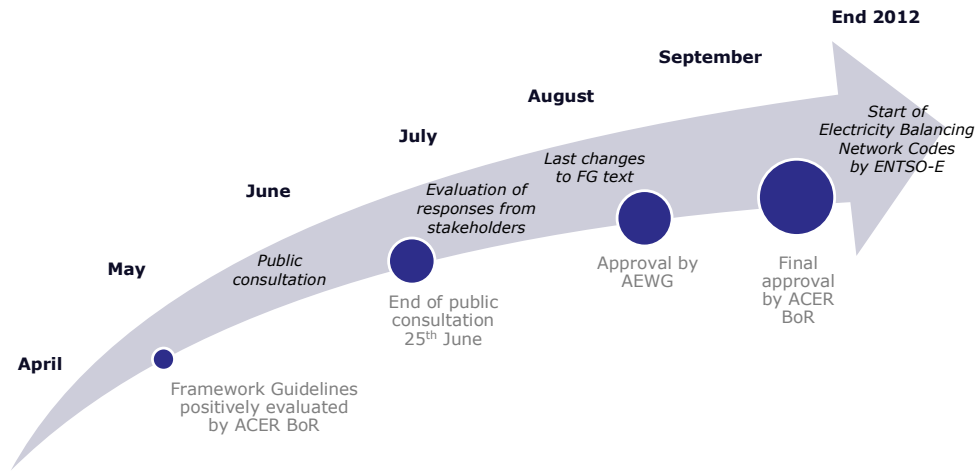 End 2012
September
August
July
June
May
April
Start of
Electricity Balancing
Network Codes
by ENTSO-E
Last changes
to FG text
Evaluation of
responses from
stakeholders
Public
consultation
Framework Guidelines
positively evaluated
by ACER BoR
End of public
consultation
25th June
Approval by
AEWG
Final
approval
by ACER
BoR